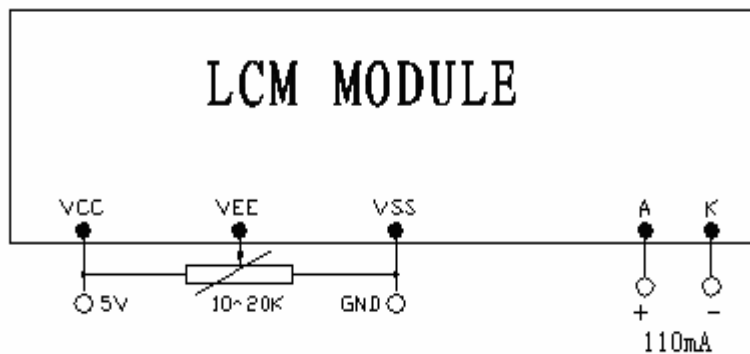 LCM MODULE
VCC VEE VSS A K
5V 10~20K GND + -
110mA